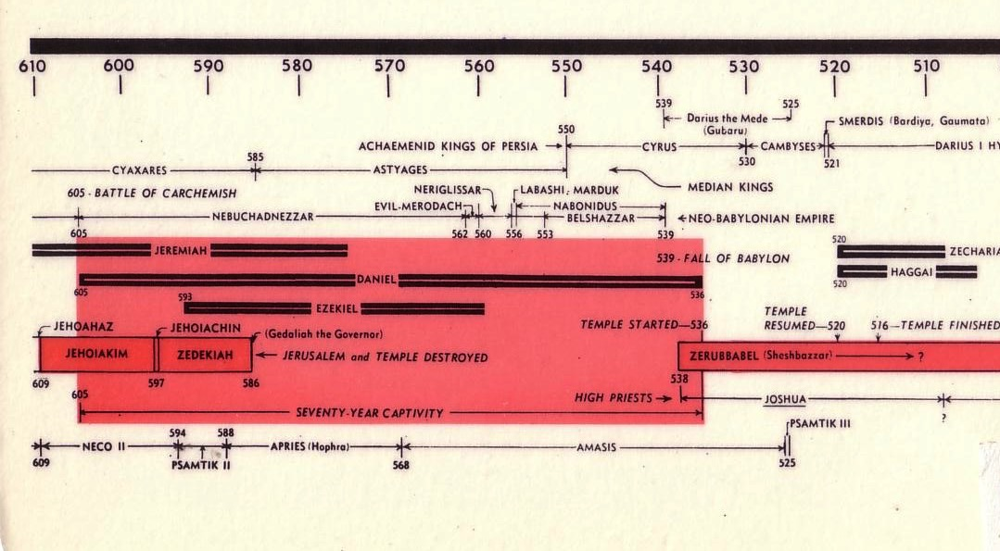 610 600 590 580 570 560 550 540 530 520 510
539 525
Darius the Mede
(Gubaru)
SMERDIS (Bardiya, Gaumata)
550
ACHAEMENID KINGS OF PERSIA CYRUS CAMBYSES DARIUS I HY
530 521
585
CYAXARES ASTYAGES
MEDIAN KINGS
605 - BATTLE OF CARCHEMISH NERIGLISSAR LABASHI-MARDUK
EVIL-MERODACH NABONIDUS
NEBUCHADNEZZAR BELSHAZZAR NEO-BABYLONIAN EMPIRE
605 562 560 556 553 539
JEREMIAH 539 - FALL OF BABYLON 520 ZECHARIA
DANIEL HAGGAI
605 536 520
593
EZEKIEL
TEMPLE
JEHOAHAZ JEHOIACHIN TEMPLE STARTED—536 RESUMED—520 516—TEMPLE FINISHED
(Gedaliah the Governor)
JEHOIAKIM ZEDEKIAH JERUSALEM and TEMPLE DESTROYED ZERUBBABEL (Sheshbazzar) ?
609 597 586 538
605 HIGH PRIESTS JOSHUA
SEVENTY-YEAR CAPTIVITY ?
594 588 PSAMTIK III
NECO II APRIES (Hophra) AMASIS
609 PSAMTIK II 568 525